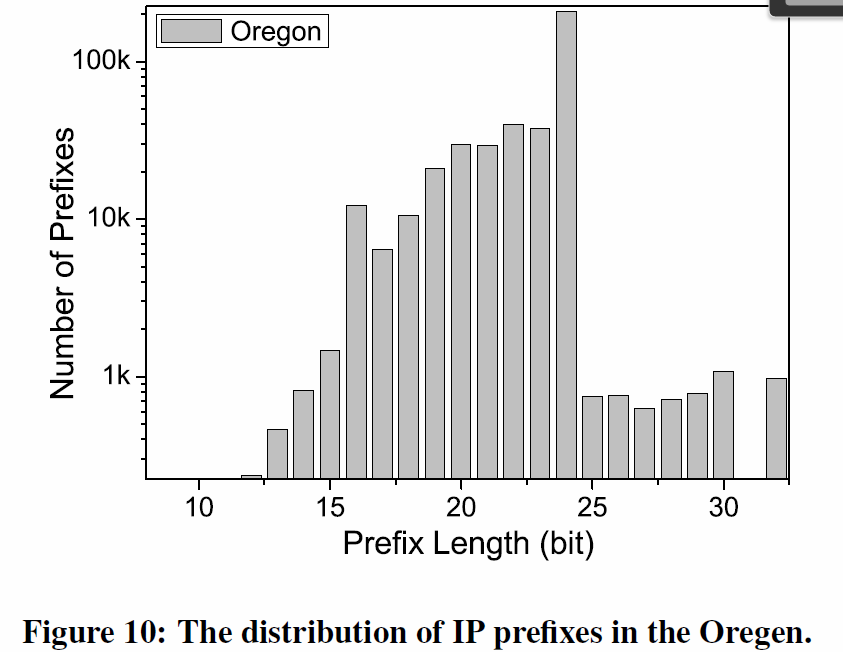 Oregon
100k
10k
1k
Number of Prefixes
10 15 20 25 30
Prefix Length (bit)
Figure 10: The distribution of IP prefixes in the Oregen.